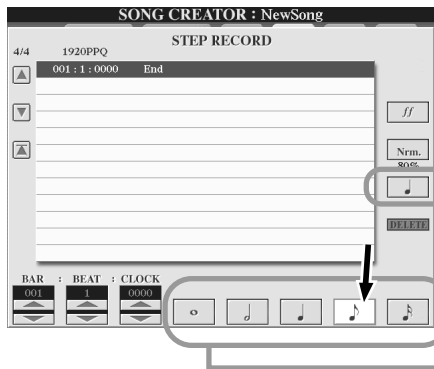 SONG CREATOR : NewSong
STEP RECORD
4/4 1920PPQ
001 : 1 : 0000 End
ff
Nrm.
80%
DELETE
BAR : BEAT : CLOCK
001 1 0000